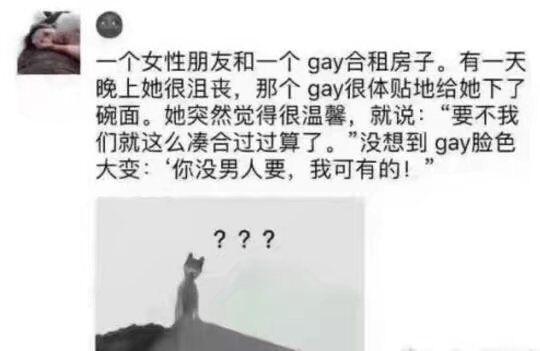 一个女性朋友和一个 gay合租房子。有一天
晚上她很沮丧，那个 gay很体贴地给她下了
碗面。她突然觉得很温馨，就说：“要不我
们就这么凑合过过算了。”没想到 gay脸色
大变：‘你没男人要，我可有的！”
？？？